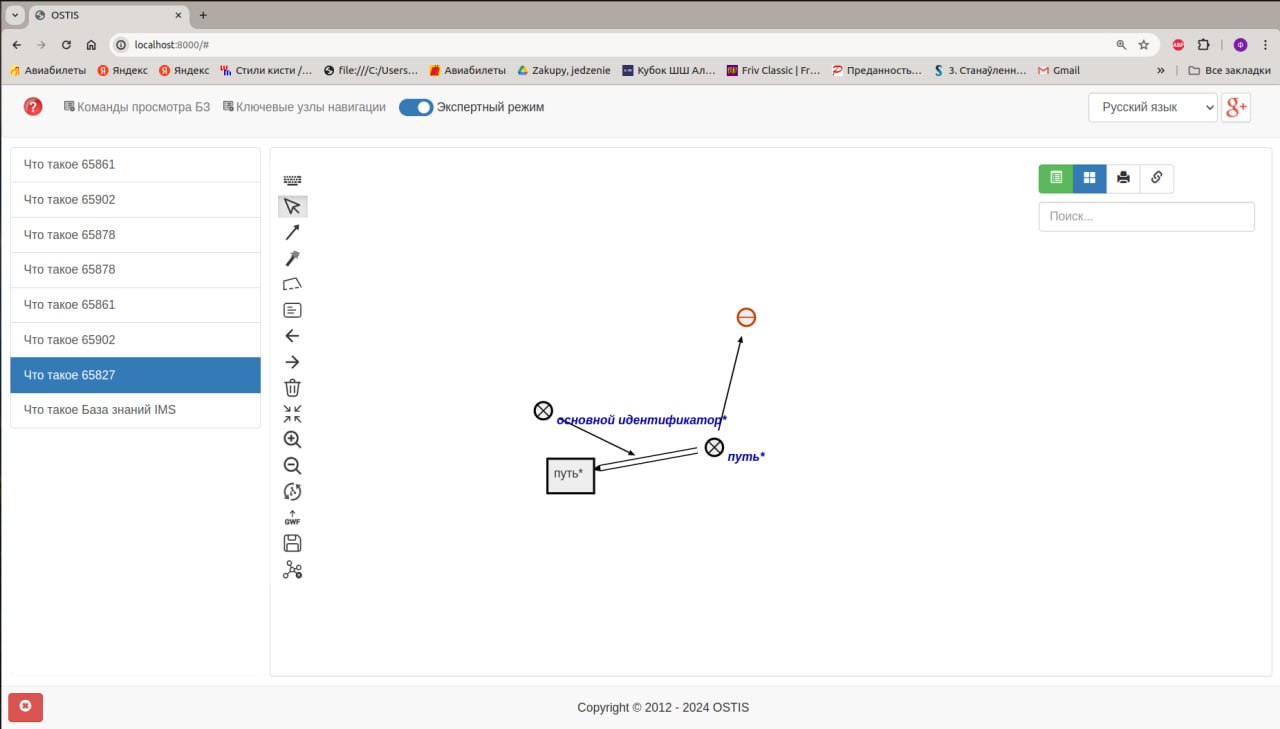 OSTIS
localhost:8000/#
Авиабилеты
Яндекс
Яндекс
Стили кисти /...
file:///C:/Users...
Авиабилеты
Zakupy, jedzenie
Кубок ШШ Ал...
Friv Classic | Fr...
Преданность...
3. Станаўленн...
Gmail
»
Все закладки
Команды просмотра БЗ
Ключевые узлы навигации
Экспертный режим
Русский язык
g+
Что такое 65861
Что такое 65902
Что такое 65878
Что такое 65878
Что такое 65861
Что такое 65902
Что такое 65827
Что такое База знаний IMS
GWF
Поиск...
основной идентификатор*
путь*
путь*
Copyright © 2012 - 2024 OSTIS